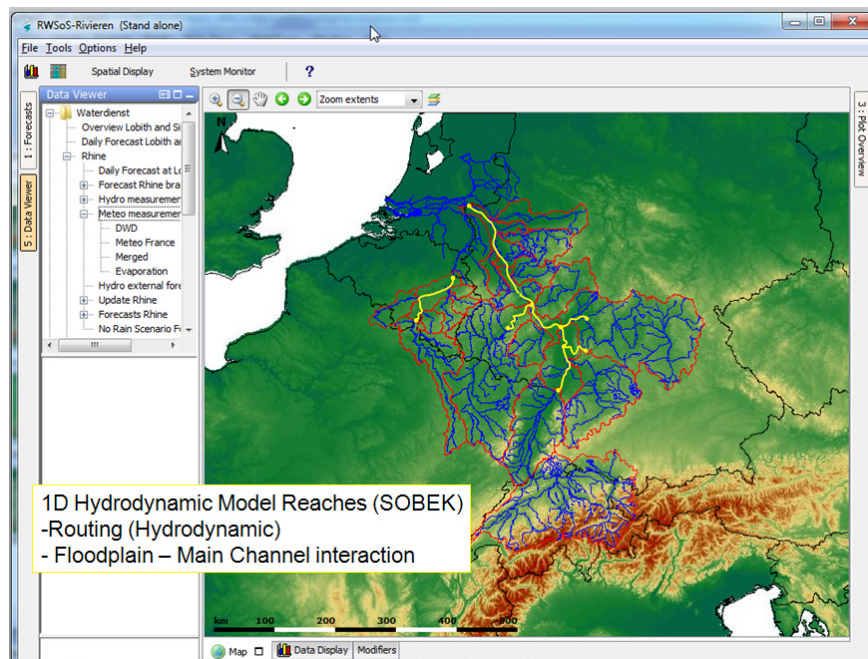 RWSoS-Rivieren (Stand alone)
File Tools Options Help
Spatial Display System Monitor ?
1 : Forecasts
5 : Data Viewer
Data Viewer
Waterdienst
Overview Lobith and Si
Daily Forecast Lobith ar
Rhine
Daily Forecast at Lo
Forecast Rhine bra
Hydro measuremen
Meteo measuremen
DWD
Meteo France
Merged
Evaporation
Hydro external fore
Update Rhine
Forecasts Rhine
No Rain Scenario Fo
Zoom extents
3 : Plot Overview
N
1D Hydrodynamic Model Reaches (SOBEK)
-Routing (Hydrodynamic)
- Floodplain – Main Channel interaction
km 100 200 300 400 500
Map Data Display Modifiers